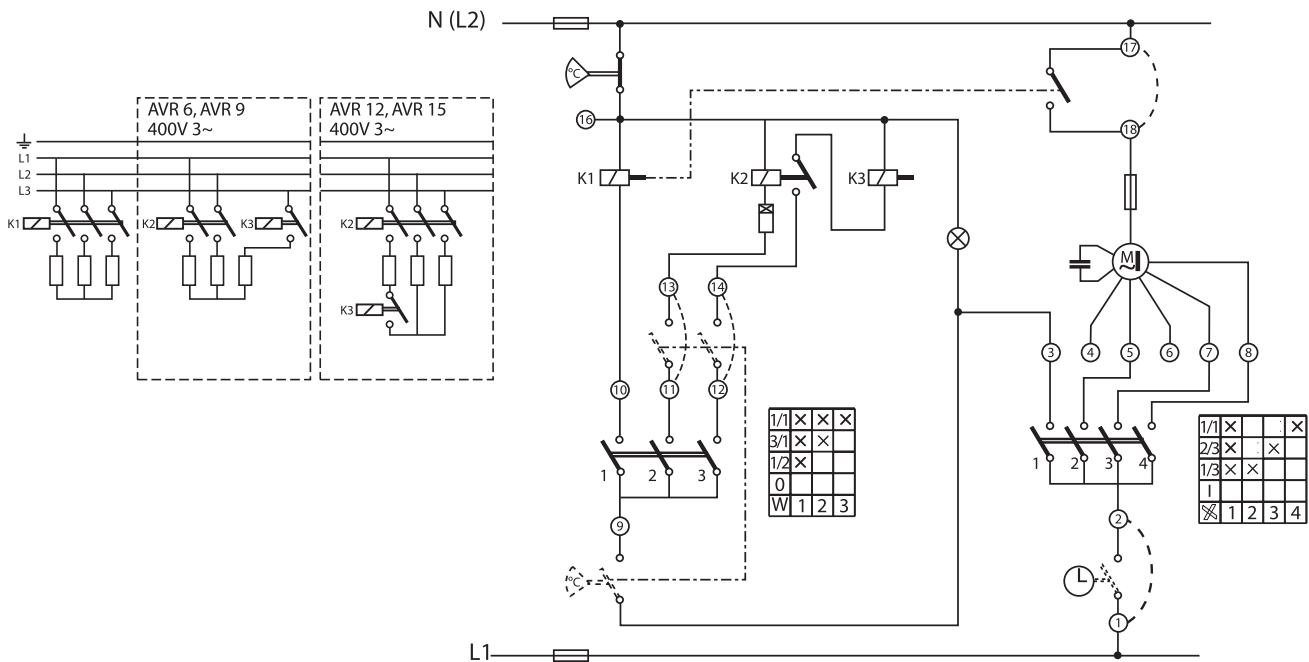 N (L2)
°C
17
AVR 6, AVR 9
400V 3~
AVR 12, AVR 15
400V 3~
16
18
L1
L2
L3
K1
K2
K3
K1
K2
K3
K2
K3
M
~
13
14
3
4
5
6
7
8
10
11
12
1/1 × × ×
3/1 × ×
1/2 ×
0
W 1 2 3
1/1 × ×
2/3 × ×
1/3 × ×
I
1 2 3 4
1
2
3
1
2
3
4
9
2
°C
1
L1